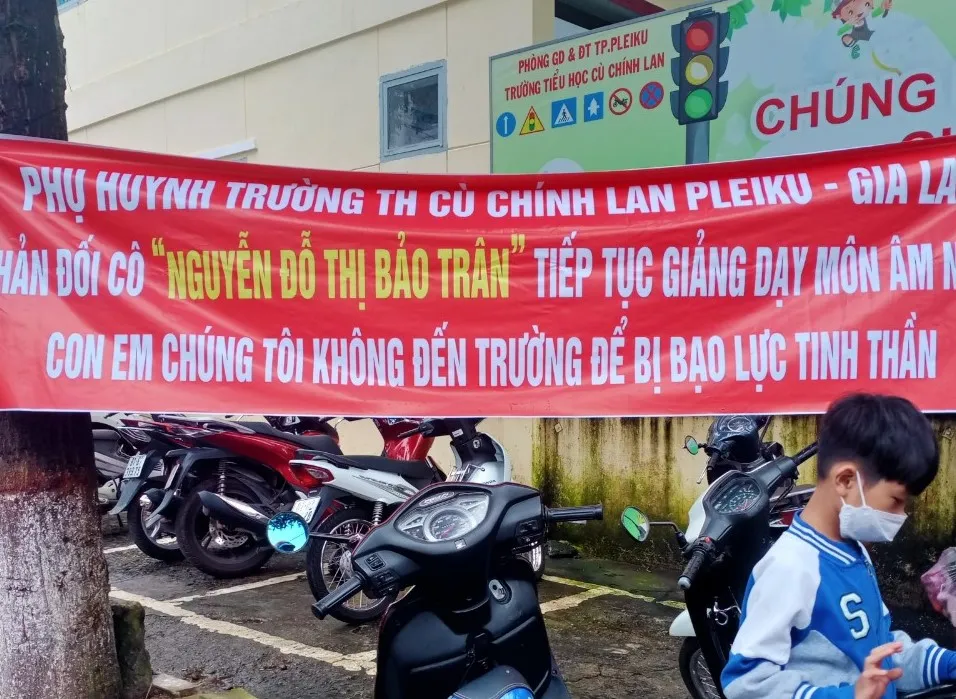 PHÒNG GD & ĐT TP.PLEIKU
TRƯỜNG TIỂU HỌC CÙ CHÍNH LAN
CHÚNG
PHỤ HUYNH TRƯỜNG TH CÙ CHÍNH LAN PLEIKU - GIA LA
HẢN ĐỐI CÔ "NGUYỄN ĐỖ THỊ BẢO TRÂN" TIẾP TỤC GIẢNG DẠY MÔN ÂM N
CON EM CHÚNG TÔI KHÔNG ĐẾN TRƯỜNG ĐỂ BỊ BẠO LỰC TINH THẦN
S